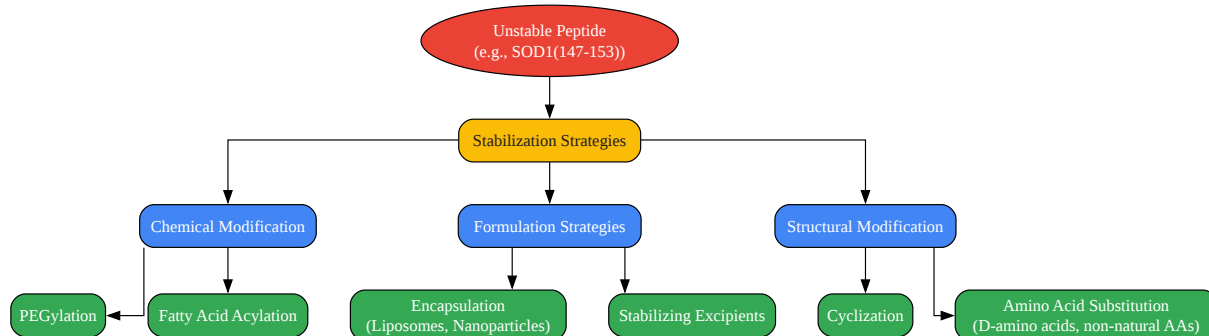 Unstable Peptide
(e.g., SOD1(147-153))
Stabilization Strategies
Chemical Modification
Formulation Strategies
Structural Modification
PEGylation
Fatty Acid Acylation
Encapsulation
(Liposomes, Nanoparticles)
Stabilizing Excipients
Cyclization
Amino Acid Substitution
(D-amino acids, non-natural AAs)